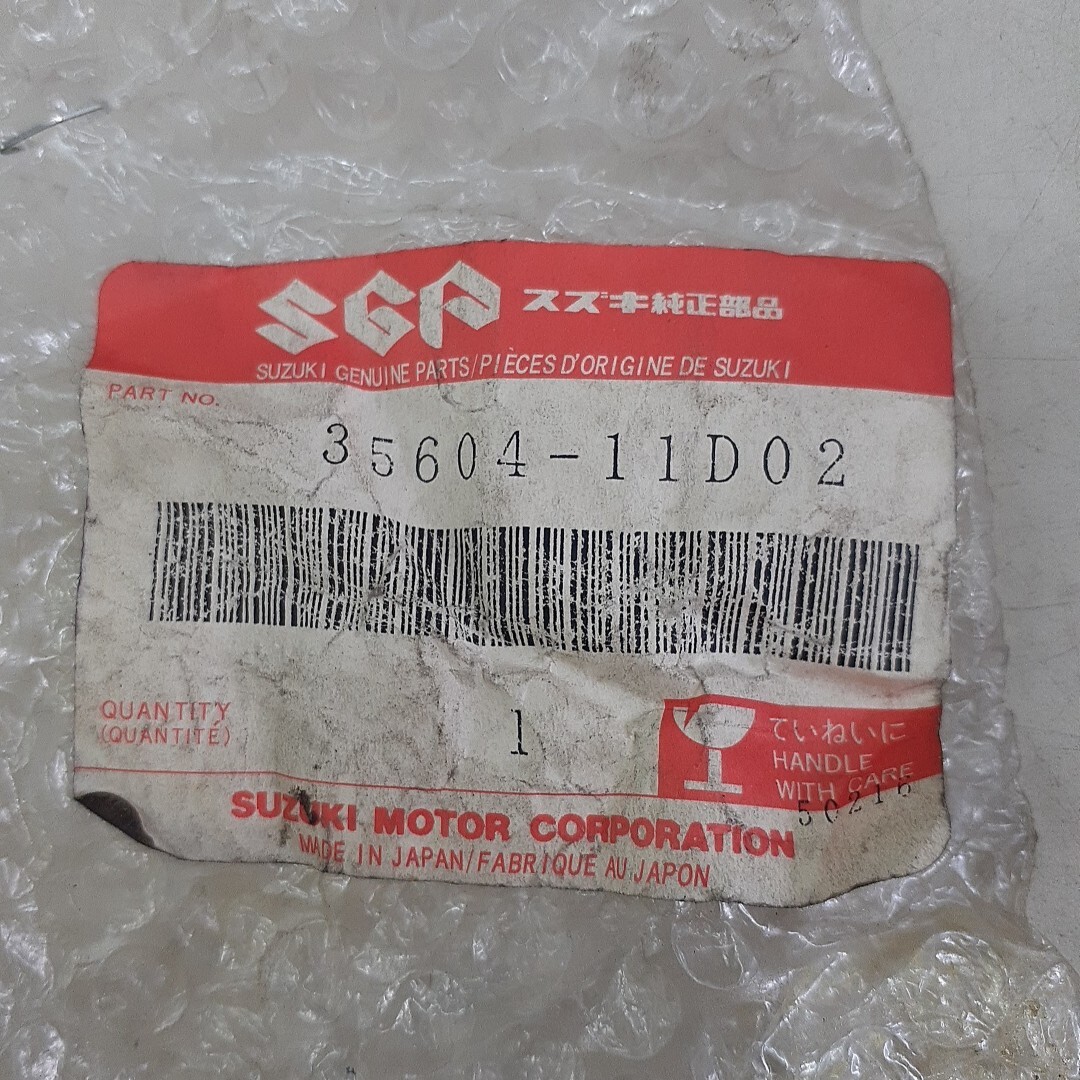 SGP スズキ純正部品
SUZUKI GENUINE PARTS/PIÈCES D'ORIGINE DE SUZUKI
PART NO.
35604-11D02
QUANTITY
(QUANTITÉ)
1
ていねいに
HANDLE
WITH CARE
50216
SUZUKI MOTOR CORPORATION
MADE IN JAPAN/FABRIQUÉ AU JAPON